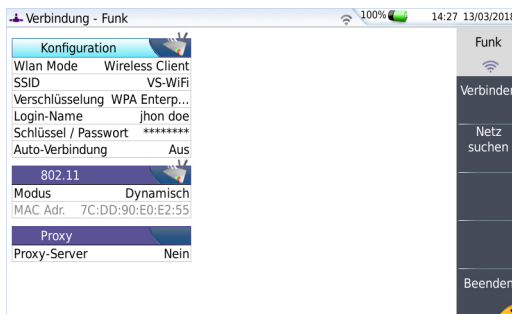 Verbindung - Funk
100%
14:27 13/03/2018
Konfiguration
Wlan Mode Wireless Client
SSID VS-WiFi
Verschlüsselung WPA Enterp...
Login-Name jhon doe
Schlüssel / Passwort ********
Auto-Verbindung Aus
802.11
Modus Dynamisch
MAC Adr. 7C:DD:90:E0:E2:55
Proxy
Proxy-Server Nein
Funk
Verbinden
Netz
suchen
Beenden